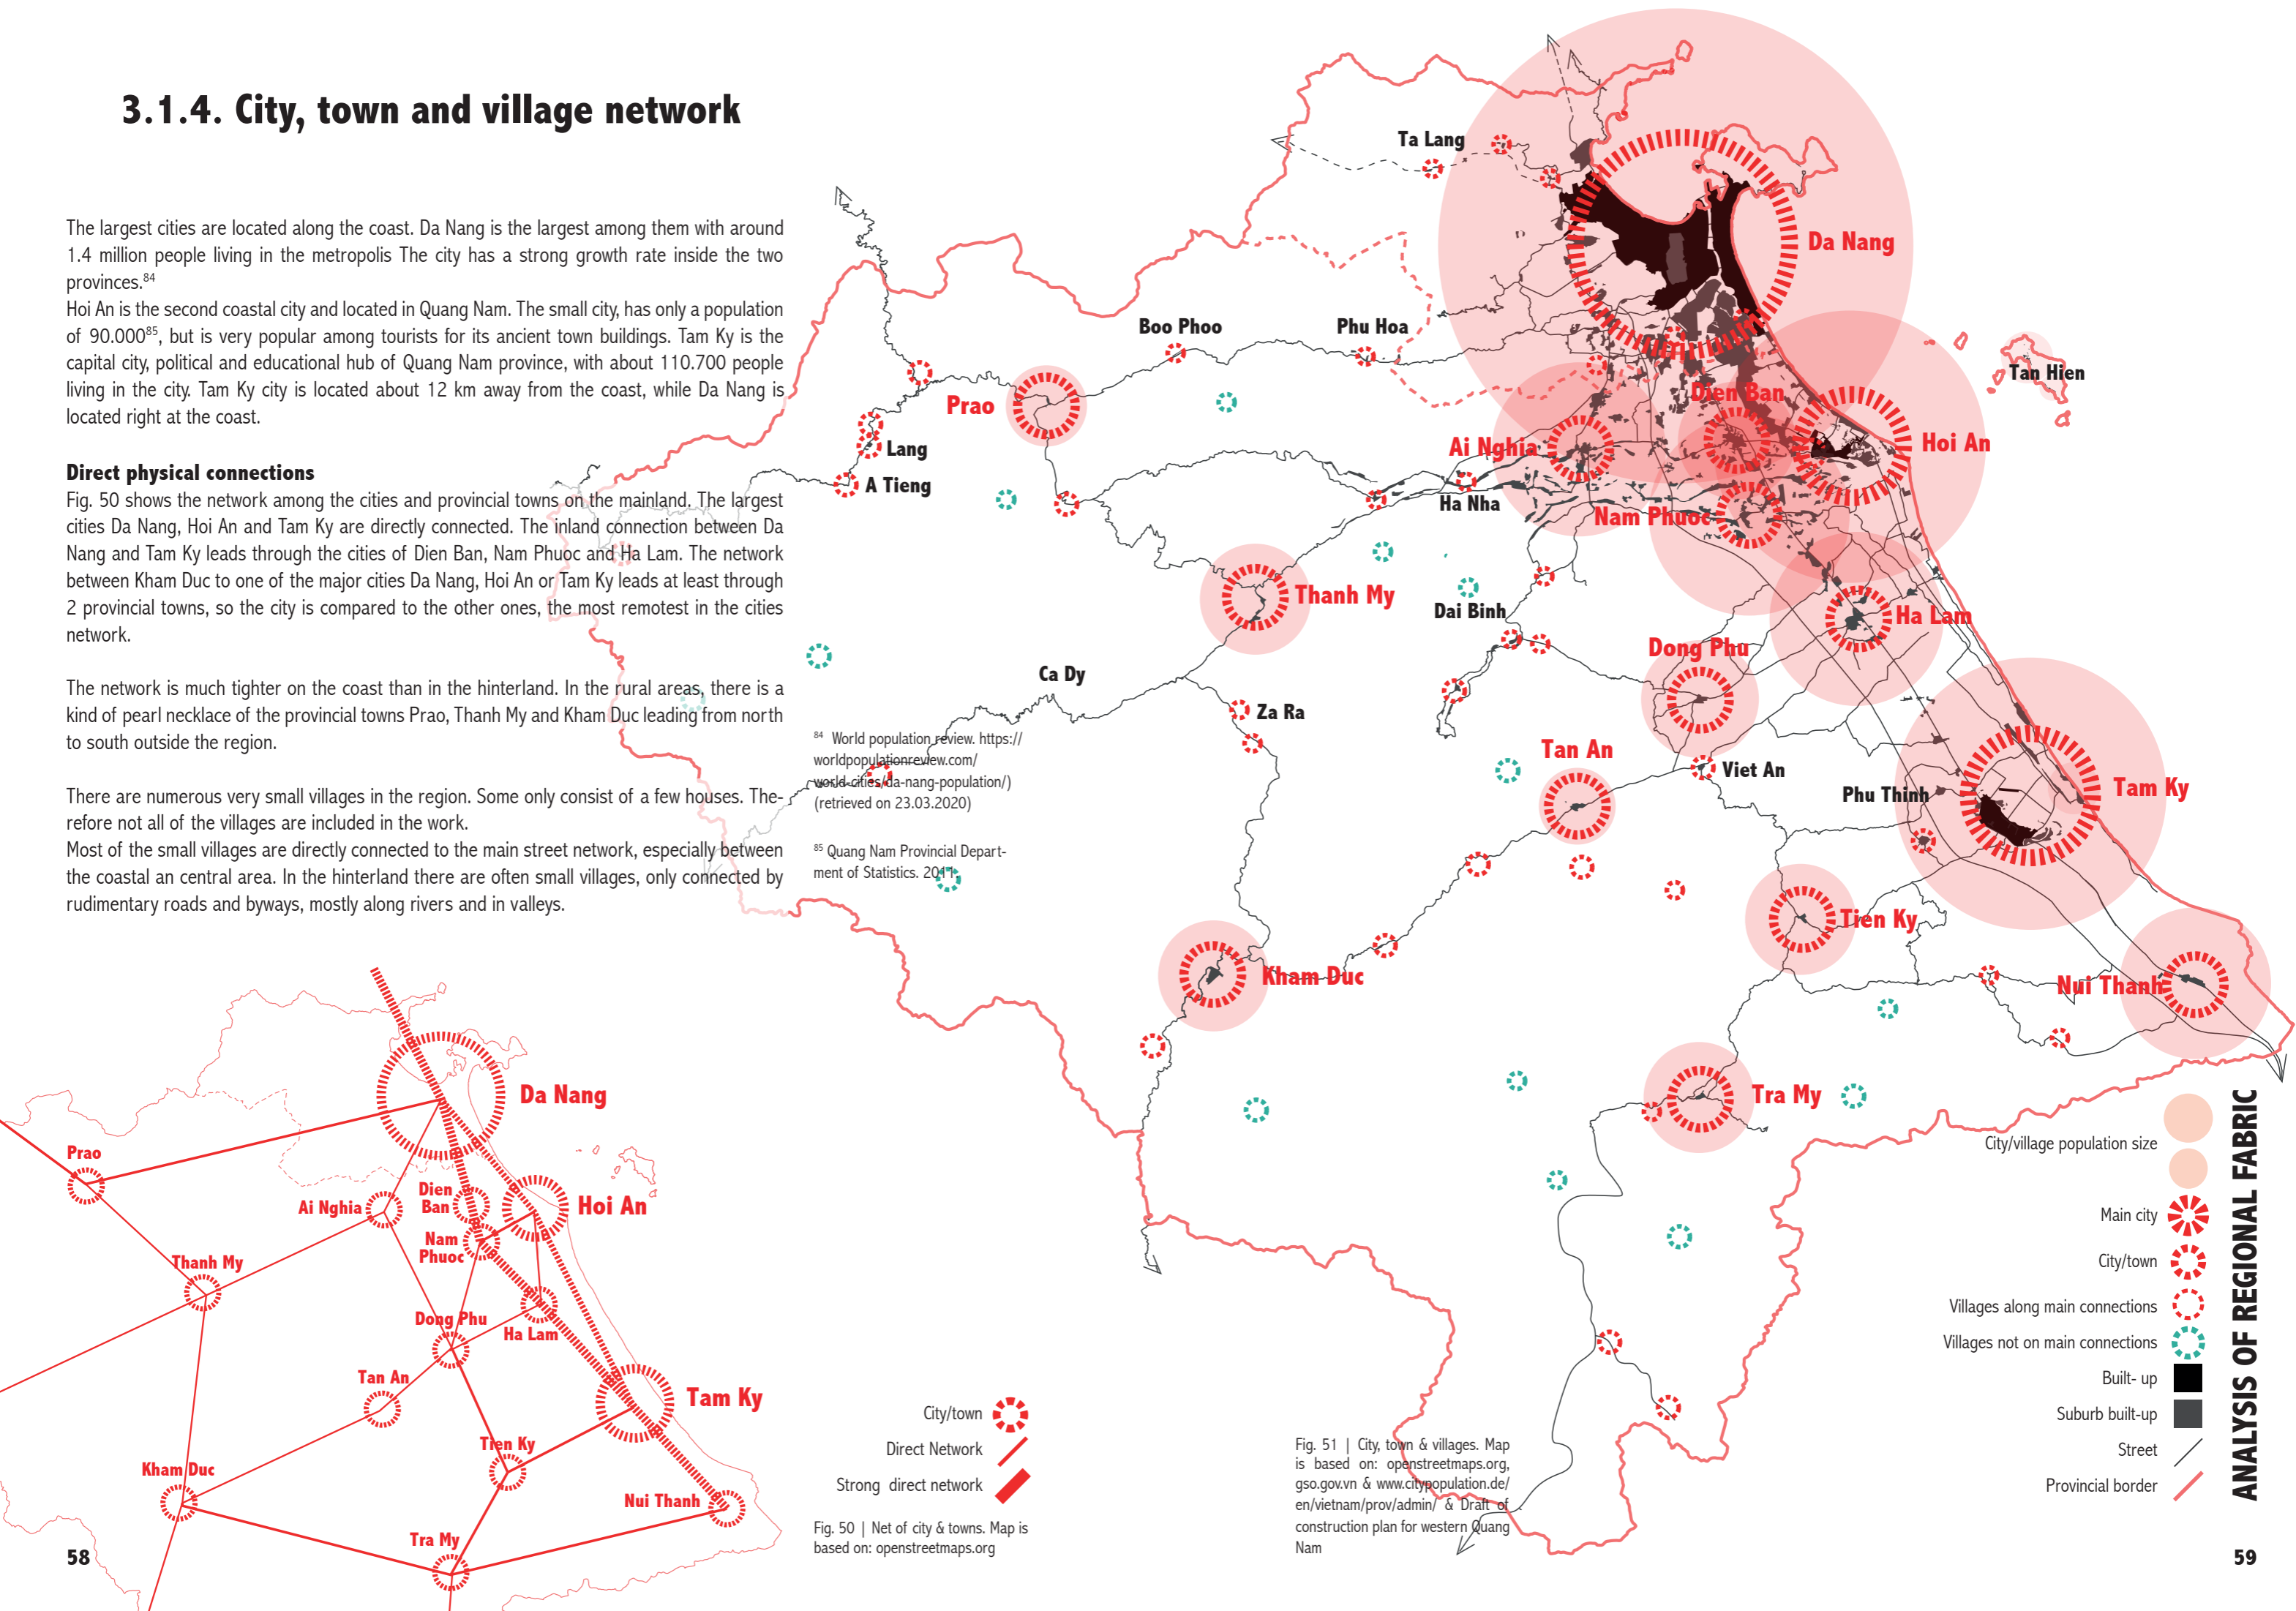 3.1.4. City, town and village network
The largest cities are located along the coast. Da Nang is the largest among them with around
1.4 million people living in the metropolis The city has a strong growth rate inside the two
provinces.84
Hoi An is the second coastal city and located in Quang Nam. The small city, has only a population
of 90.00085, but is very popular among tourists for its ancient town buildings. Tam Ky is the
capital city, political and educational hub of Quang Nam province, with about 110.700 people
living in the city. Tam Ky city is located about 12 km away from the coast, while Da Nang is
located right at the coast.
Direct physical connections
Fig. 50 shows the network among the cities and provincial towns on the mainland. The largest
cities Da Nang, Hoi An and Tam Ky are directly connected. The inland connection between Da
Nang and Tam Ky leads through the cities of Dien Ban, Nam Phuoc and Ha Lam. The network
between Kham Duc to one of the major cities Da Nang, Hoi An or Tam Ky leads at least through
2 provincial towns, so the city is compared to the other ones, the most remotest in the cities
network.
The network is much tighter on the coast than in the hinterland. In the rural areas, there is a
kind of pearl necklace of the provincial towns Prao, Thanh My and Kham Duc leading from north
to south outside the region.
There are numerous very small villages in the region. Some only consist of a few houses. The-
refore not all of the villages are included in the work.
Most of the small villages are directly connected to the main street network, especially between
the coastal an central area. In the hinterland there are often small villages, only connected by
rudimentary roads and byways, mostly along rivers and in valleys.
84 World population review. https://
worldpopulationreview.com/
world-cities/da-nang-population/)
(retrieved on 23.03.2020)
85 Quang Nam Provincial Depart-
ment of Statistics. 2011.
Da Nang
Prao
Ai Nghia
Dien
Ban
Hoi An
Nam
Phuoc
Thanh My
Dong Phu
Ha Lam
Tan An
Tam Ky
Tien Ky
Kham Duc
Nui Thanh
Tra My
City/town
Direct Network
Strong direct network
Fig. 50 | Net of city & towns. Map is
based on: openstreetmaps.org
58
Ta Lang
Da Nang
Boo Phoo
Phu Hoa
Tan Hien
Prao
Dien Ban
Lang
Ai Nghia
Hoi An
A Tieng
Ha Nha
Nam Phuoc
Thanh My
Dai Binh
Ha Lam
Dong Phu
Ca Dy
Za Ra
Tan An
Viet An
Phu Thinh
Tam Ky
Tien Ky
Kham Duc
Nui Thanh
Tra My
City/village population size
Main city
City/town
Villages along main connections
Villages not on main connections
Built- up
Suburb built-up
Street
Provincial border
Fig. 51 | City, town & villages. Map
is based on: openstreetmaps.org,
gso.gov.vn & www.citypopulation.de/
en/vietnam/prov/admin/ & Draft of
construction plan for western Quang
Nam
ANALYSIS OF REGIONAL FABRIC
59